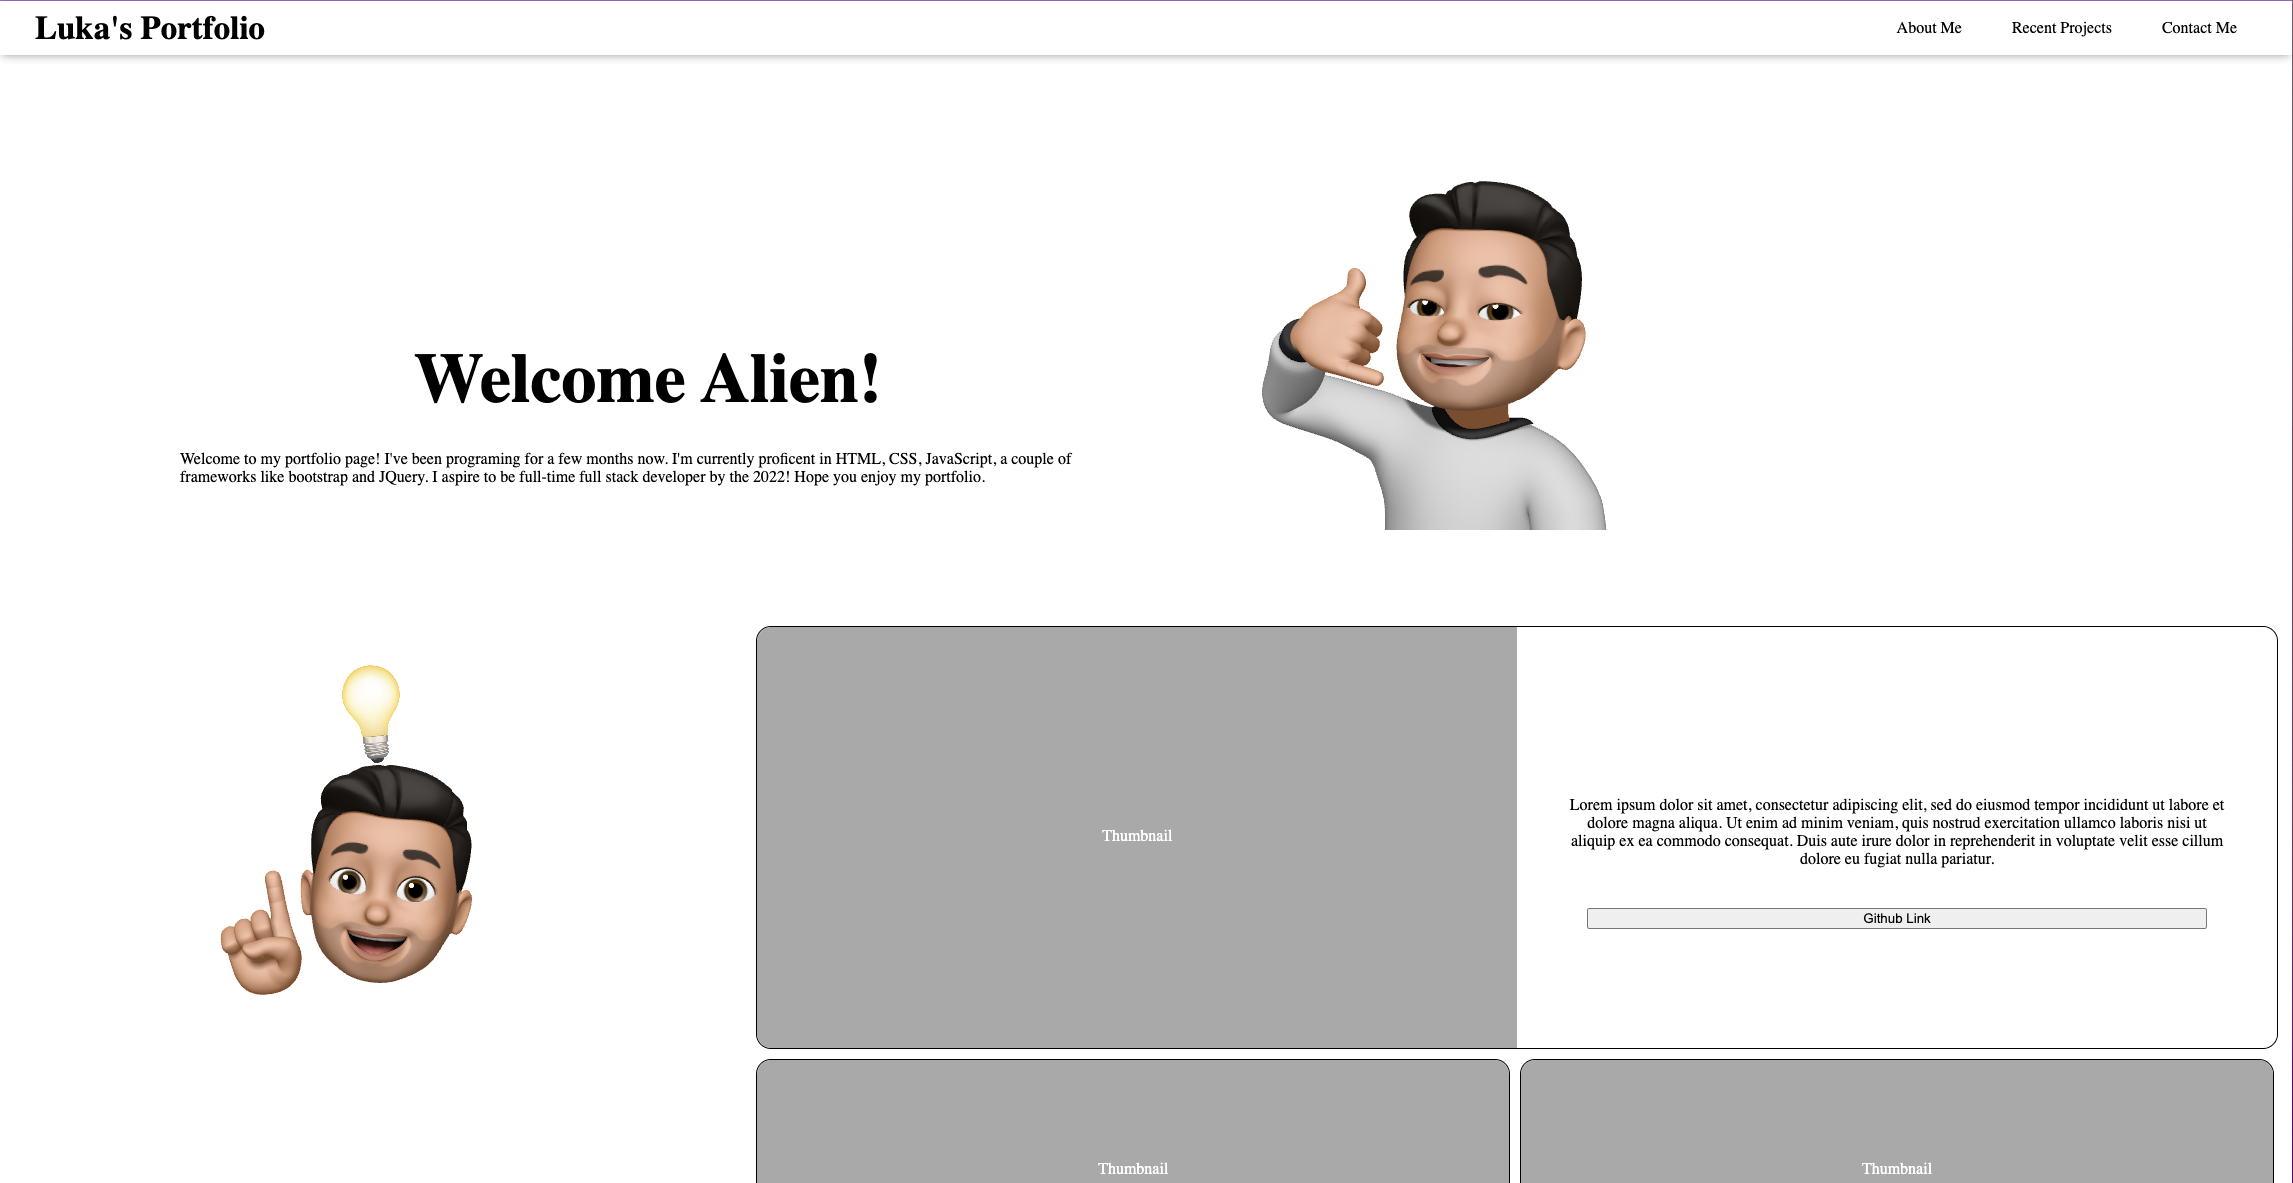 Luka's Portfolio
About Me
Recent Projects
Contact Me
Welcome Alien!
Welcome to my portfolio page! I've been programing for a few months now. I'm currently proficent in HTML, CSS, JavaScript, a couple of
frameworks like bootstrap and JQuery. I aspire to be full-time full stack developer by the 2022! Hope you enjoy my portfolio.
Thumbnail
Lorem ipsum dolor sit amet, consectetur adipiscing elit, sed do eiusmod tempor incididunt ut labore et
dolore magna aliqua. Ut enim ad minim veniam, quis nostrud exercitation ullamco laboris nisi ut
aliquip ex ea commodo consequat. Duis aute irure dolor in reprehenderit in voluptate velit esse cillum
dolore eu fugiat nulla pariatur.
Github Link
Thumbnail
Thumbnail